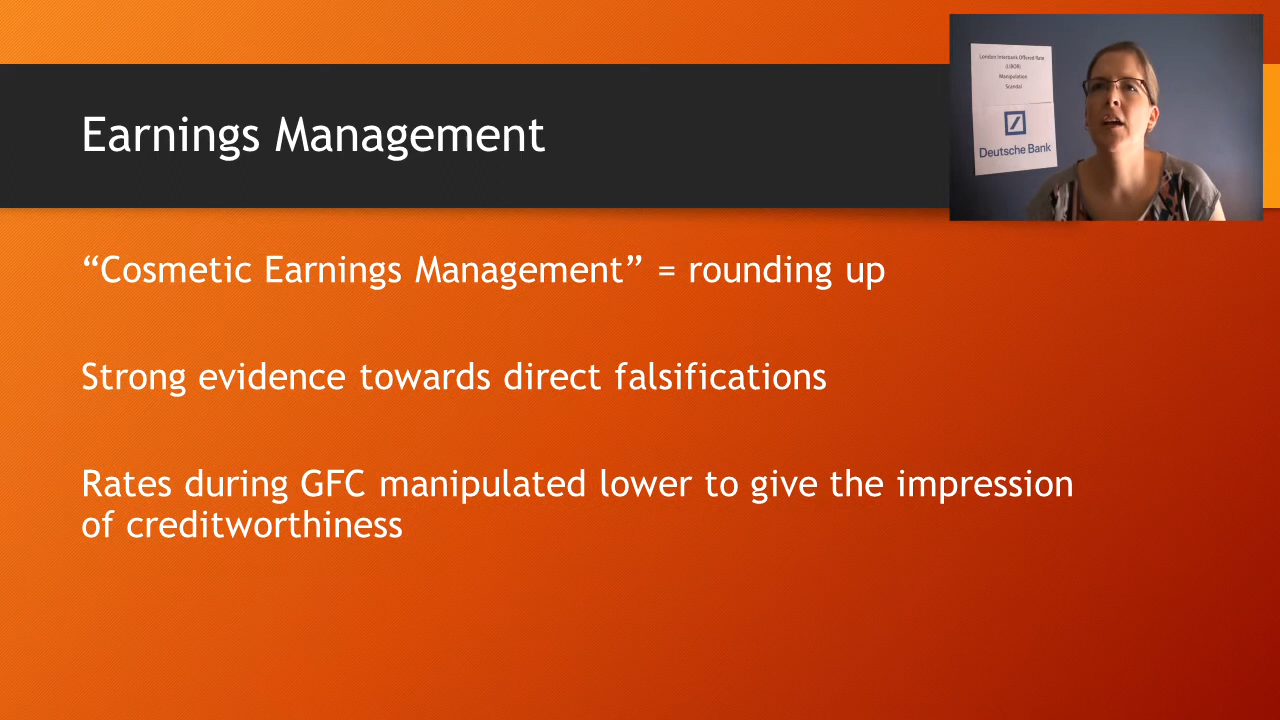 Earnings Management
London Interbank Offered Rate
(LIBOR)
Manipulation
Scandal
Deutsche Bank
“Cosmetic Earnings Management” = rounding up
Strong evidence towards direct falsifications
Rates during GFC manipulated lower to give the impression
of creditworthiness